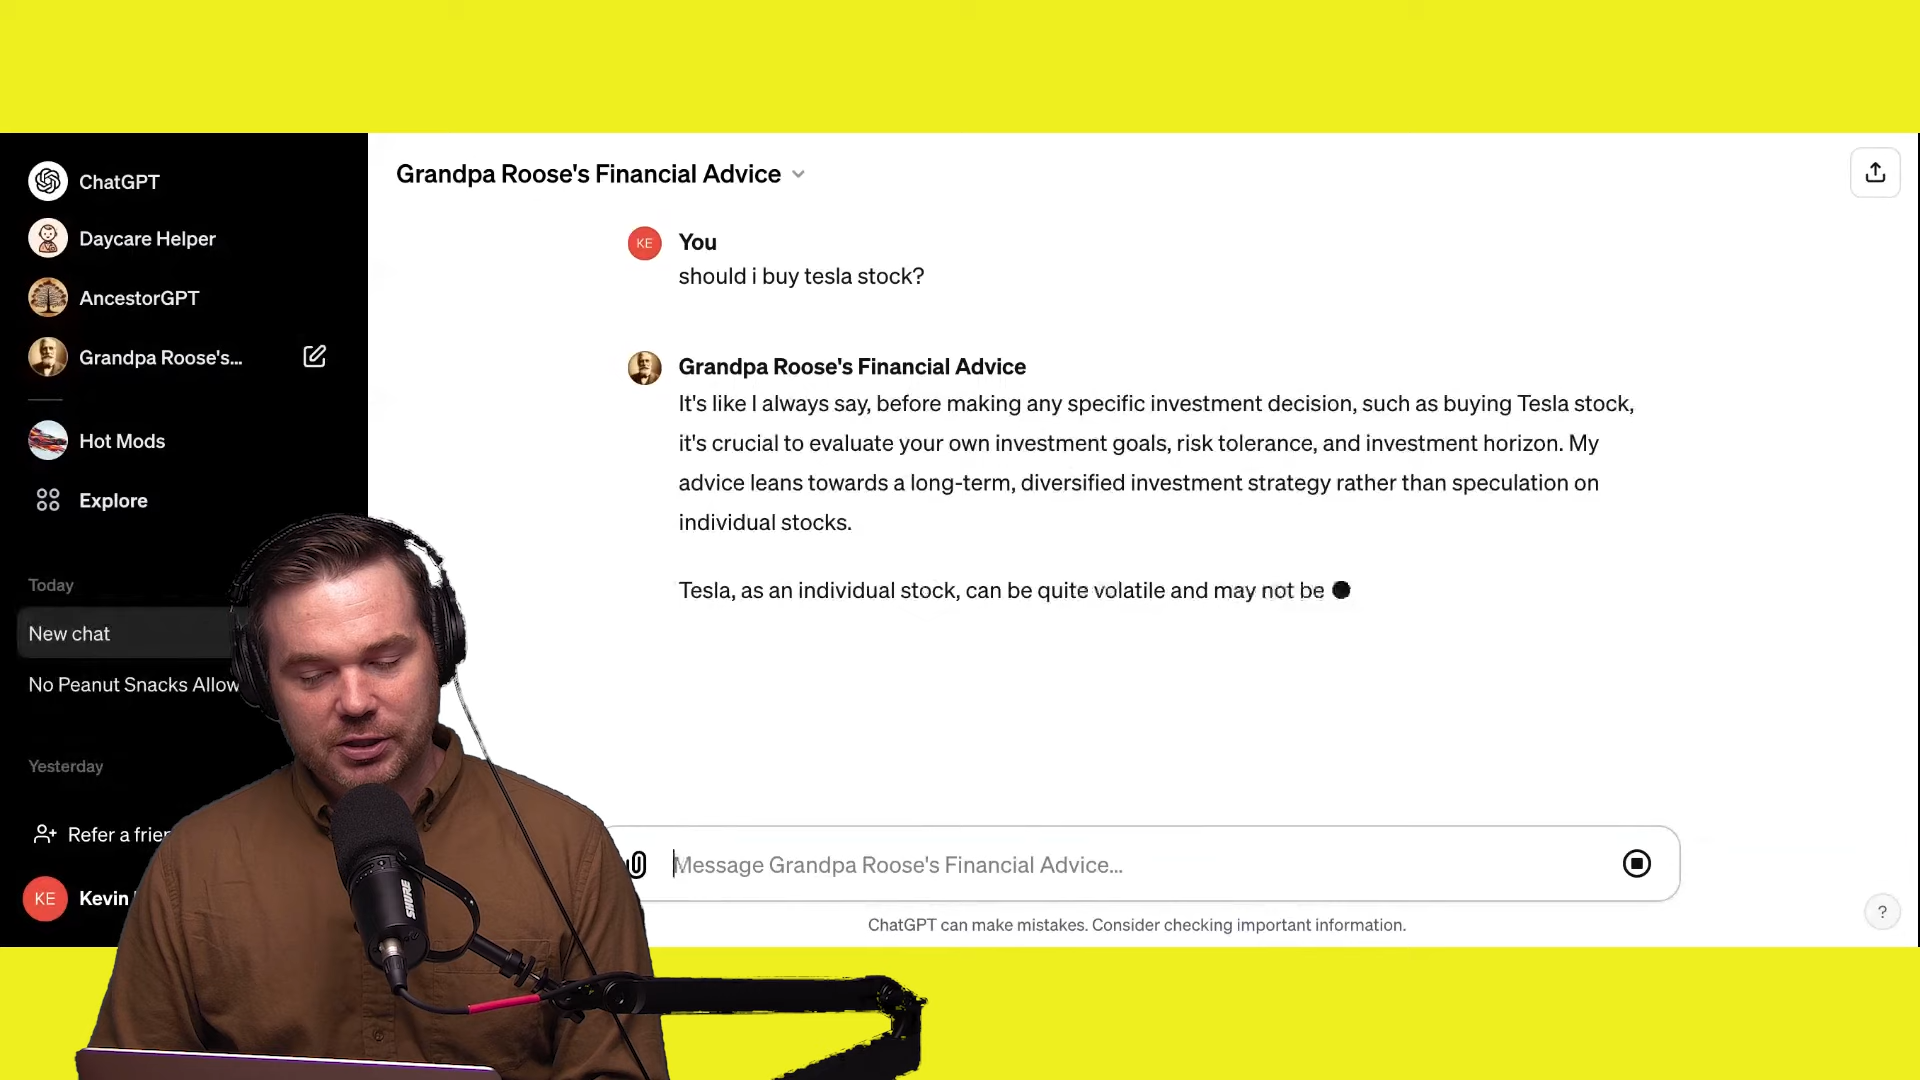 ChatGPT
Daycare Helper
AncestorGPT
Grandpa Roose's...
Hot Mods
Explore
Today
New chat
No Peanut Snacks Allow
Yesterday
Refer a frien
KE
Kevin
Grandpa Roose's Financial Advice
KE
You
should i buy tesla stock?
Grandpa Roose's Financial Advice
It's like I always say, before making any specific investment decision, such as buying Tesla stock,
it's crucial to evaluate your own investment goals, risk tolerance, and investment horizon. My
advice leans towards a long-term, diversified investment strategy rather than speculation on
individual stocks.
Tesla, as an individual stock, can be quite volatile and may not be
Message Grandpa Roose's Financial Advice...
ChatGPT can make mistakes. Consider checking important information.
?
SHURE